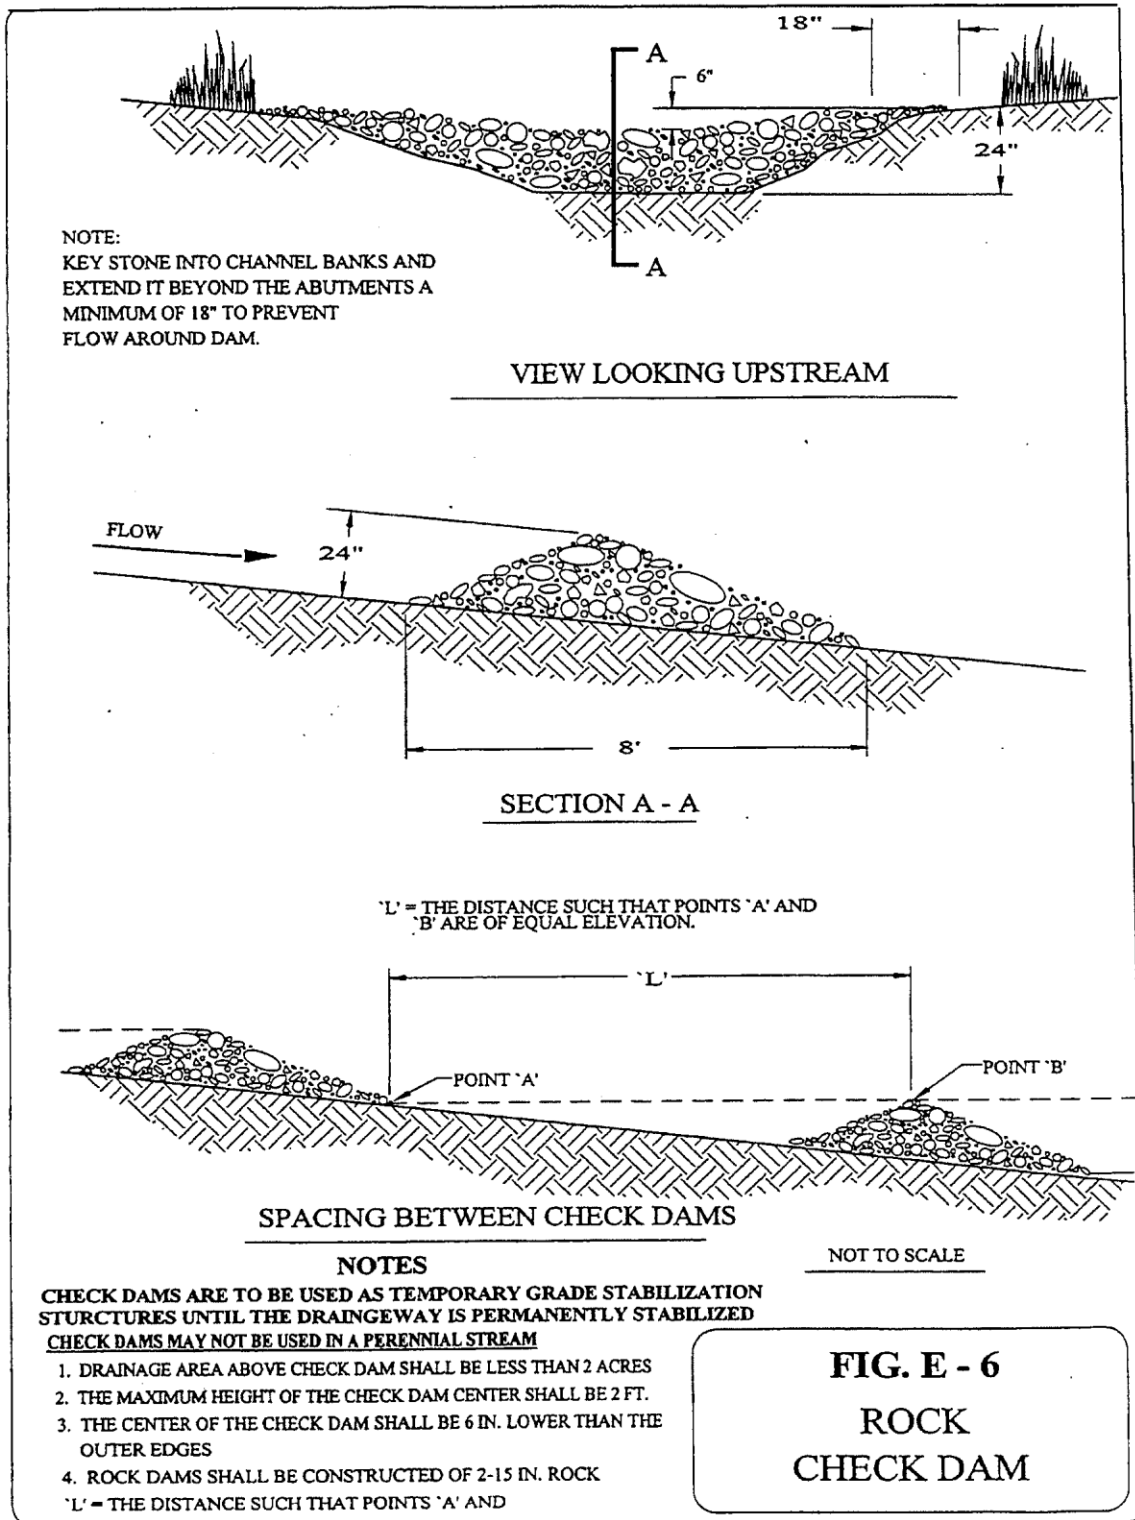 18"
A
6"
24"
A
NOTE:
KEY STONE INTO CHANNEL BANKS AND
EXTEND IT BEYOND THE ABUTMENTS A
MINIMUM OF 18" TO PREVENT
FLOW AROUND DAM.
VIEW LOOKING UPSTREAM
FLOW
24"
8'
SECTION A - A
`L' = THE DISTANCE SUCH THAT POINTS `A' AND
`B' ARE OF EQUAL ELEVATION.
`L'
POINT `A'
POINT `B'
SPACING BETWEEN CHECK DAMS
NOT TO SCALE
NOTES
CHECK DAMS ARE TO BE USED AS TEMPORARY GRADE STABILIZATION
STURCTURES UNTIL THE DRAINGEWAY IS PERMANENTLY STABILIZED
CHECK DAMS MAY NOT BE USED IN A PERENNIAL STREAM
1. DRAINAGE AREA ABOVE CHECK DAM SHALL BE LESS THAN 2 ACRES
2. THE MAXIMUM HEIGHT OF THE CHECK DAM CENTER SHALL BE 2 FT.
3. THE CENTER OF THE CHECK DAM SHALL BE 6 IN. LOWER THAN THE
OUTER EDGES
4. ROCK DAMS SHALL BE CONSTRUCTED OF 2-15 IN. ROCK
`L' = THE DISTANCE SUCH THAT POINTS `A' AND
FIG. E - 6
ROCK
CHECK DAM